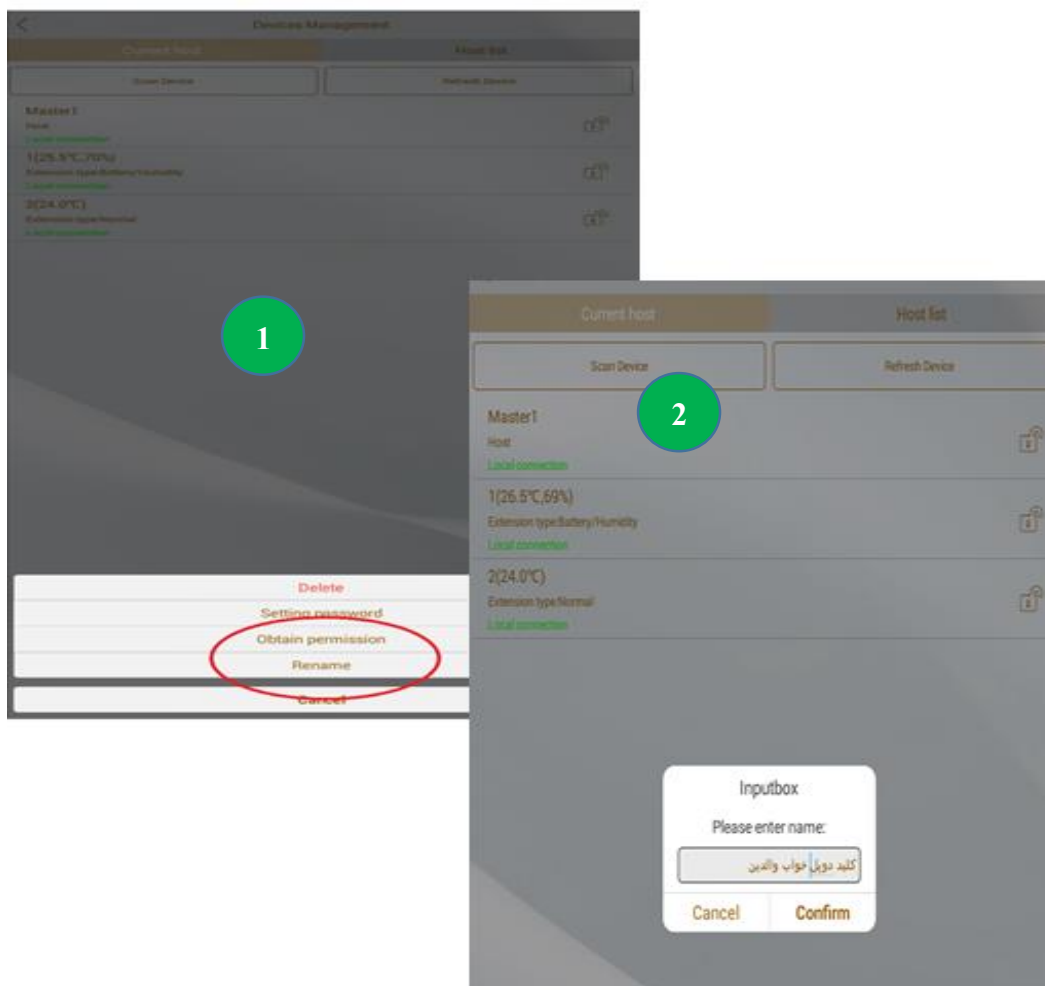 Devices Management
Current host
Host list
Scan Device
Refresh Device
Master1
Host
Local connection
1(25.5°C,70%)
Extension type:Battery/Humidity
Local connection
2(24.0°C)
Extension type:Normal
Local connection
1
Delete
Setting password
Obtain permission
Rename
Cancel
Current host
Host list
Scan Device
Refresh Device
2
Master1
Host
Local connection
1(26.5°C,69%)
Extension type:Battery/Humidity
Local connection
2(24.0°C)
Extension type:Normal
Local connection
Inputbox
Please enter name:
کلید دوپل خواب والدین
Cancel
Confirm